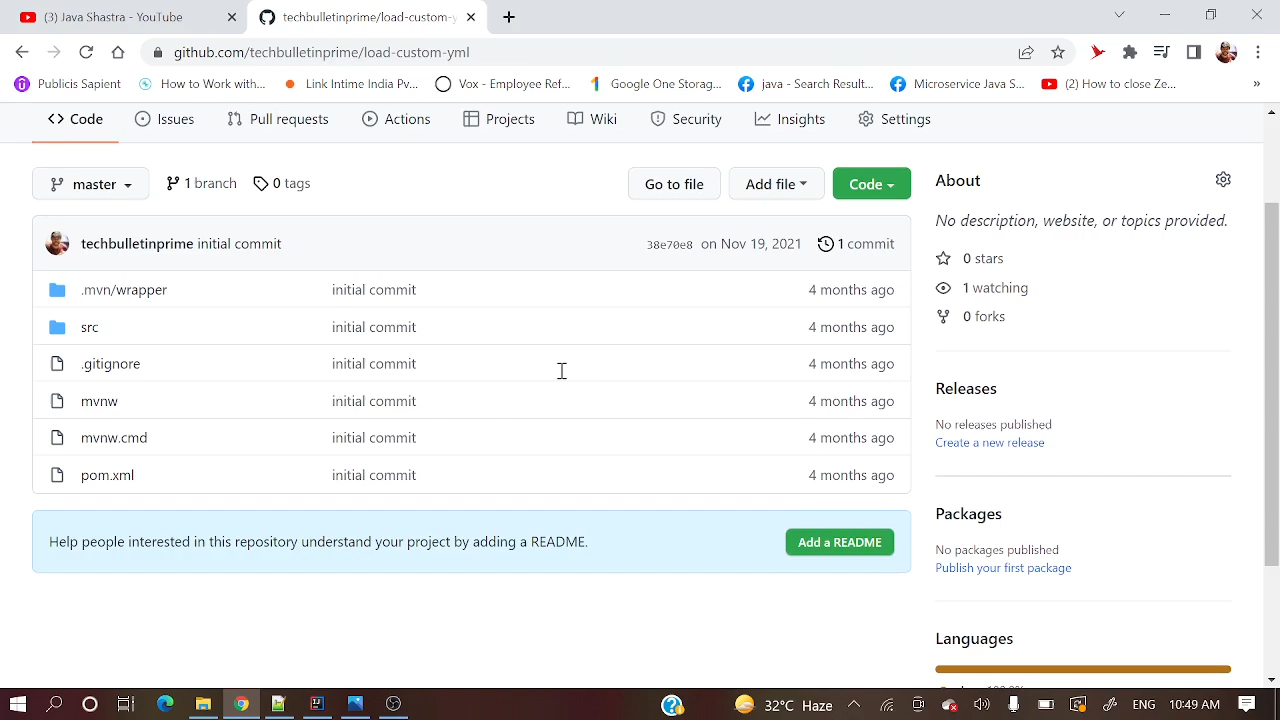 (3) Java Shastra - YouTube
techbulletinprime/load-custom-y
github.com/techbulletinprime/load-custom-yml
Publicis Sapient
How to Work with...
Link Intime India Pv...
Vox - Employee Ref...
Google One Storag...
java - Search Result...
Microservice Java S...
(2) How to close Ze...
»
Code
Issues
Pull requests
Actions
Projects
Wiki
Security
Insights
Settings
master
1 branch
0 tags
Go to file
Add file
Code
techbulletinprime initial commit
38e70e8 on Nov 19, 2021
1 commit
.mvn/wrapper initial commit 4 months ago
src initial commit 4 months ago
.gitignore initial commit 4 months ago
mvnw initial commit 4 months ago
mvnw.cmd initial commit 4 months ago
pom.xml initial commit 4 months ago
Help people interested in this repository understand your project by adding a README.
Add a README
About
No description, website, or topics provided.
0 stars
1 watching
0 forks
Releases
No releases published
Create a new release
Packages
No packages published
Publish your first package
Languages
32°C Haze
ENG
10:49 AM